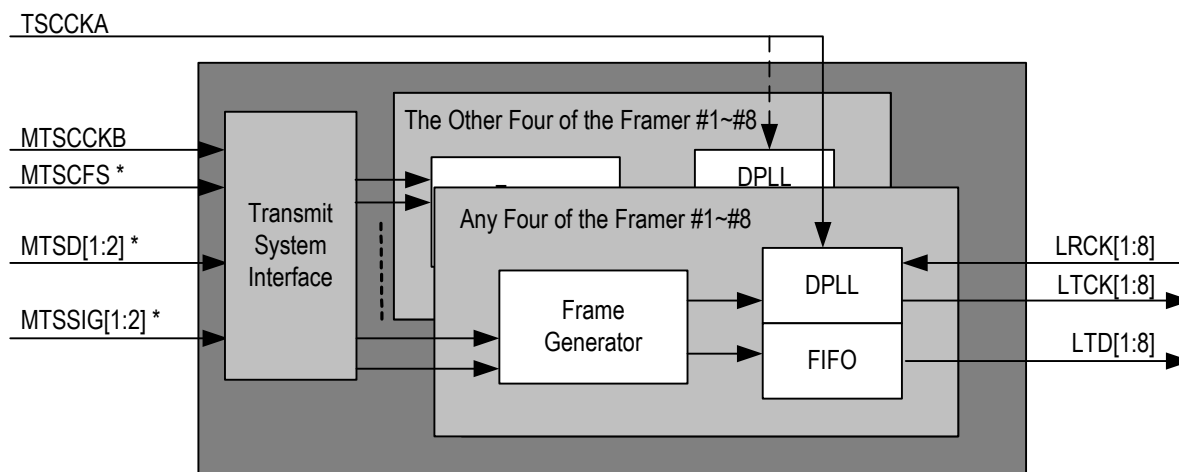 TSCCKA
MTSCCKB
MTSCFS *
MTSD[1:2] *
MTSSIG[1:2] *
Transmit
System
Interface
The Other Four of the Framer #1~#8
DPLL
Any Four of the Framer #1~#8
Frame
Generator
DPLL
FIFO
LRCK[1:8]
LTCK[1:8]
LTD[1:8]